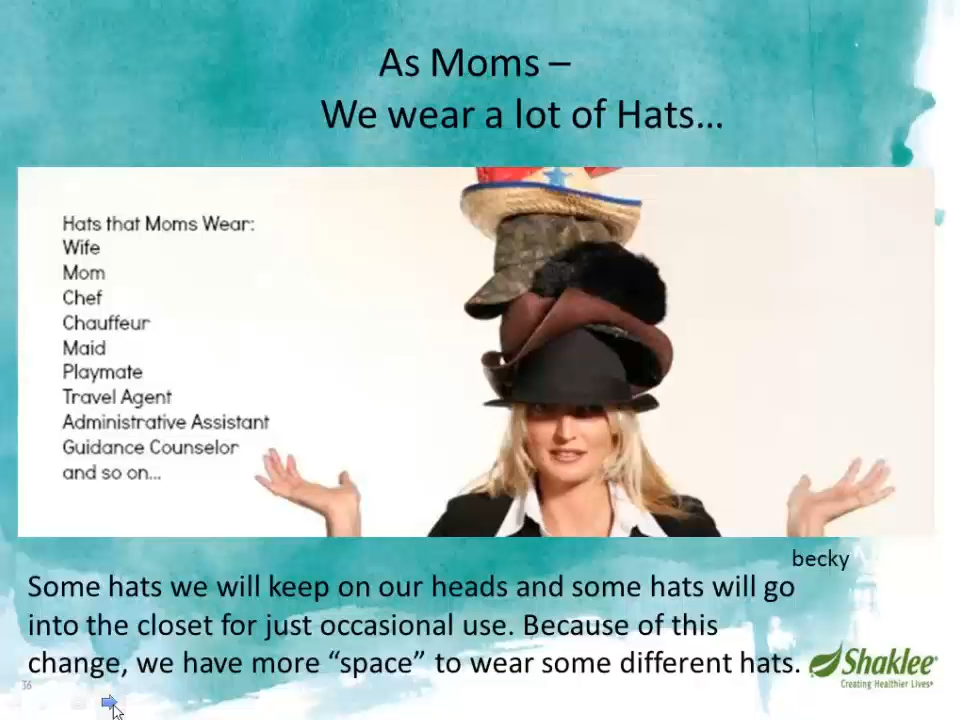 As Moms –
We wear a lot of Hats…
Hats that Moms Wear:
Wife
Mom
Chef
Chauffeur
Maid
Playmate
Travel Agent
Administrative Assistant
Guidance Counselor
and so on...
becky
Some hats we will keep on our heads and some hats will go
into the closet for just occasional use. Because of this
change, we have more “space” to wear some different hats.
Shaklee®
Creating Healthier Lives®
36